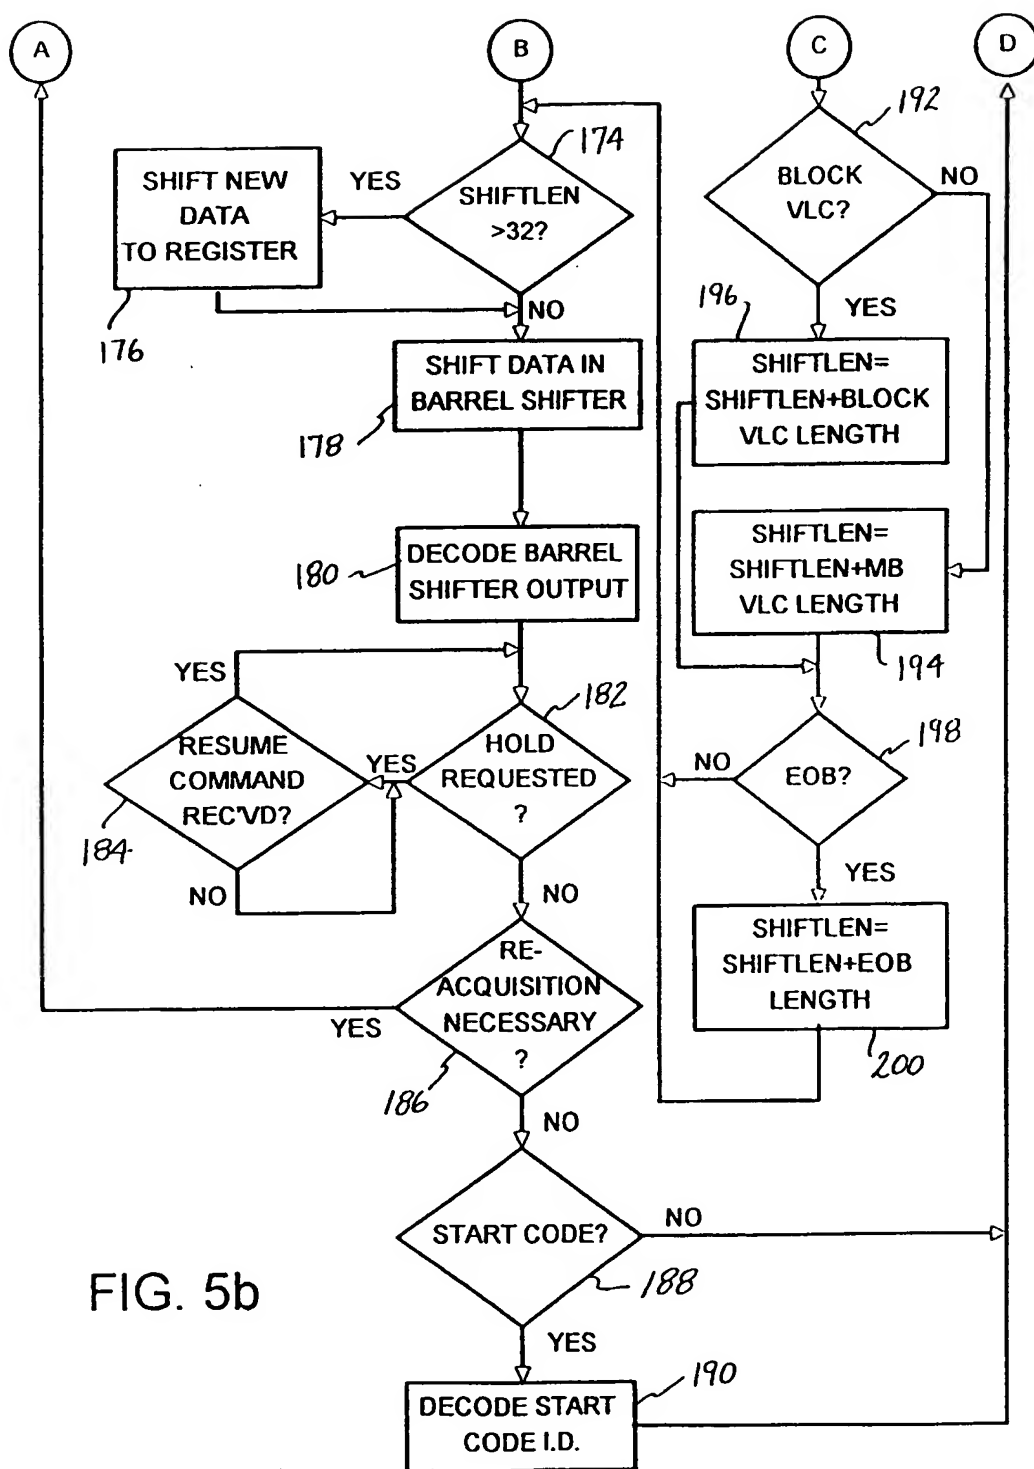 A
B
C
D
192
174
BLOCK
VLC?
NO
SHIFT NEW
DATA
TO REGISTER
YES
SHIFTLEN
>32?
176
NO
YES
196
SHIFT DATA IN
BARREL SHIFTER
178
SHIFTLEN=
SHIFTLEN+BLOCK
VLC LENGTH
DECODE BARREL
SHIFTER OUTPUT
180
SHIFTLEN=
SHIFTLEN+MB
VLC LENGTH
194
YES
182
RESUME
COMMAND
REC'VD?
184
YES
HOLD
REQUESTED
?
NO
EOB?
198
NO
NO
YES
SHIFTLEN=
SHIFTLEN+EOB
LENGTH
200
RE-
ACQUISITION
NECESSARY
?
YES
186
NO
START CODE?
NO
188
FIG. 5b
YES
190
DECODE START
CODE I.D.